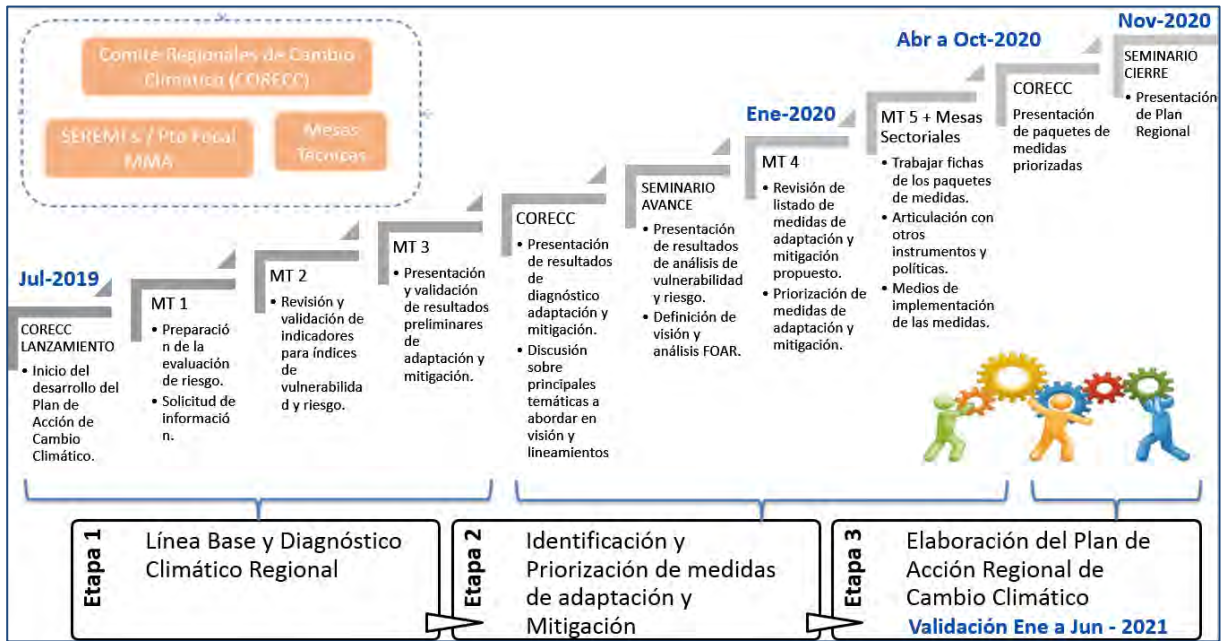 Comité Regionales de Cambio
Climático (CORECC)
SEREMI's / Pto Focal
MMA
Mesas
Técnicas
Jul-2019
CORECC
LANZAMIENTO
• Inicio del
desarrollo del
Plan de
Acción de
Cambio
Climático.
MT 1
• Preparació
n de la
evaluación
de riesgo.
• Solicitud de
informació
n.
MT 2
• Revisión y
validación de
indicadores
para índices
de
vulnerabilida
d y riesgo.
MT 3
• Presentación
y validación
de resultados
preliminares
de
adaptación y
mitigación.
CORECC
• Presentación
de resultados
de
diagnóstico
adaptación y
mitigación.
• Discusión
sobre
principales
temáticas a
abordar en
visión y
lineamientos
SEMINARIO
AVANCE
• Presentación
de resultados
de análisis de
vulnerabilidad
y riesgo.
• Definición de
visión y
análisis FOAR.
Ene-2020
MT 4
• Revisión de
listado de
medidas de
adaptación y
mitigación
propuesto.
• Priorización de
medidas de
adaptación y
mitigación.
Abr a Oct-2020
MT 5 + Mesas
Sectoriales
• Trabajar fichas
de los paquetes
de medidas.
• Articulación con
otros
instrumentos y
políticas.
• Medios de
implementación
de las medidas.
CORECC
Presentación
de paquetes de
medidas
priorizadas
Nov-2020
SEMINARIO
CIERRE
• Presentación
de Plan
Regional
Etapa 1
Línea Base y Diagnóstico
Climático Regional
Etapa 2
Identificación y
Priorización de medidas
de adaptación y
Mitigación
Etapa 3
Elaboración del Plan de
Acción Regional de
Cambio Climático
Validación Ene a Jun - 2021